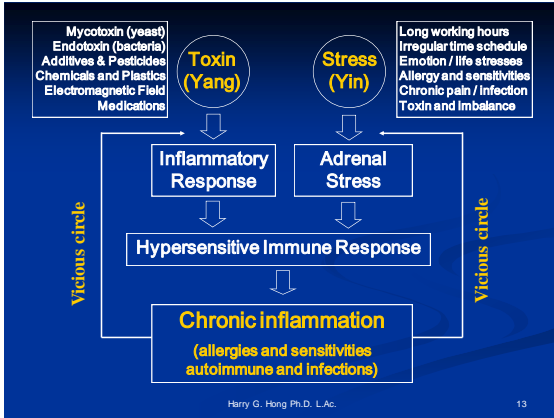 Mycotoxin (yeast)
Endotoxin (bacteria)
Additives & Pesticides
Chemicals and Plastics
Electromagnetic Field
Medications
Toxin
(Yang)
Stress
(Yin)
Long working hours
Irregular time schedule
Emotion / life stresses
Allergy and sensitivities
Chronic pain / infection
Toxin and imbalance
Inflammatory
Response
Adrenal
Stress
Hypersensitive Immune Response
Vicious circle
Vicious circle
Chronic inflammation
(allergies and sensitivities
autoimmune and infections)
Harry G. Hong Ph.D. L.Ac.
13